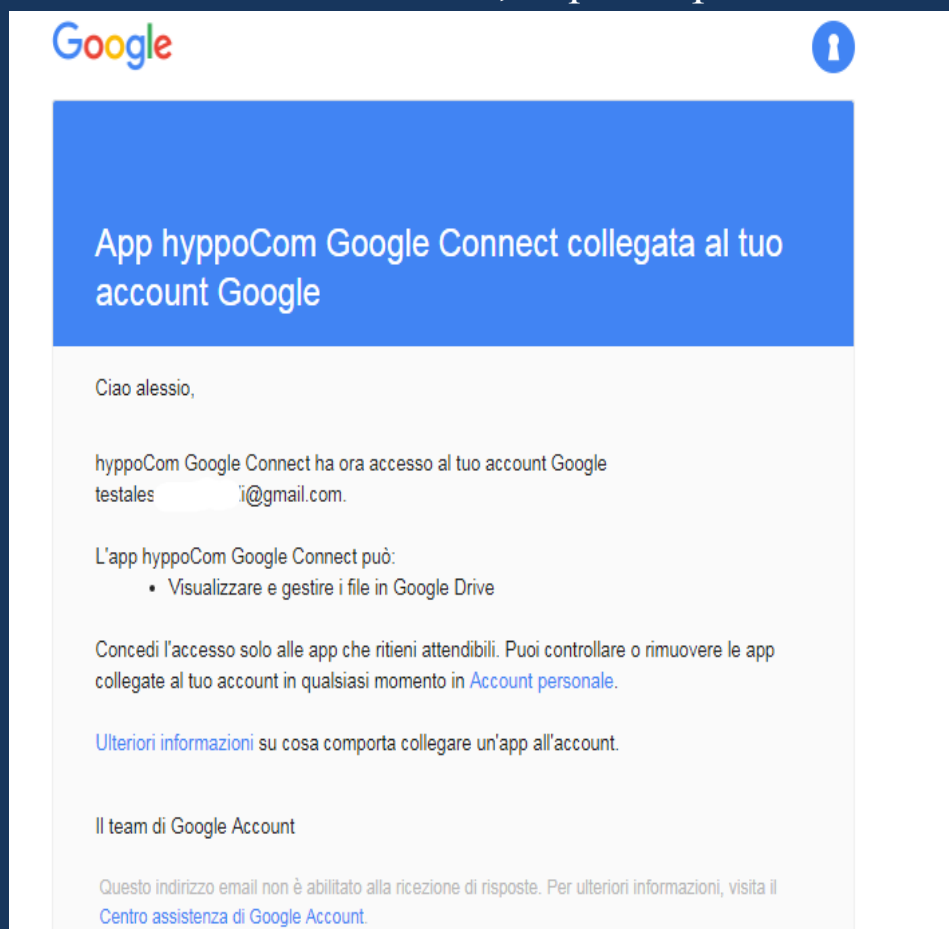 Google
App hyppoCom Google Connect collegata al tuo
account Google
Ciao alessio,
hyppoCom Google Connect ha ora accesso al tuo account Google
testales i@gmail.com.
L'app hyppoCom Google Connect può:
• Visualizzare e gestire i file in Google Drive
Concedi l'accesso solo alle app che ritieni attendibili. Puoi controllare o rimuovere le app
collegate al tuo account in qualsiasi momento in Account personale.
Ulteriori informazioni su cosa comporta collegare un'app all'account.
Il team di Google Account
Questo indirizzo email non è abilitato alla ricezione di risposte. Per ulteriori informazioni, visita il
Centro assistenza di Google Account.